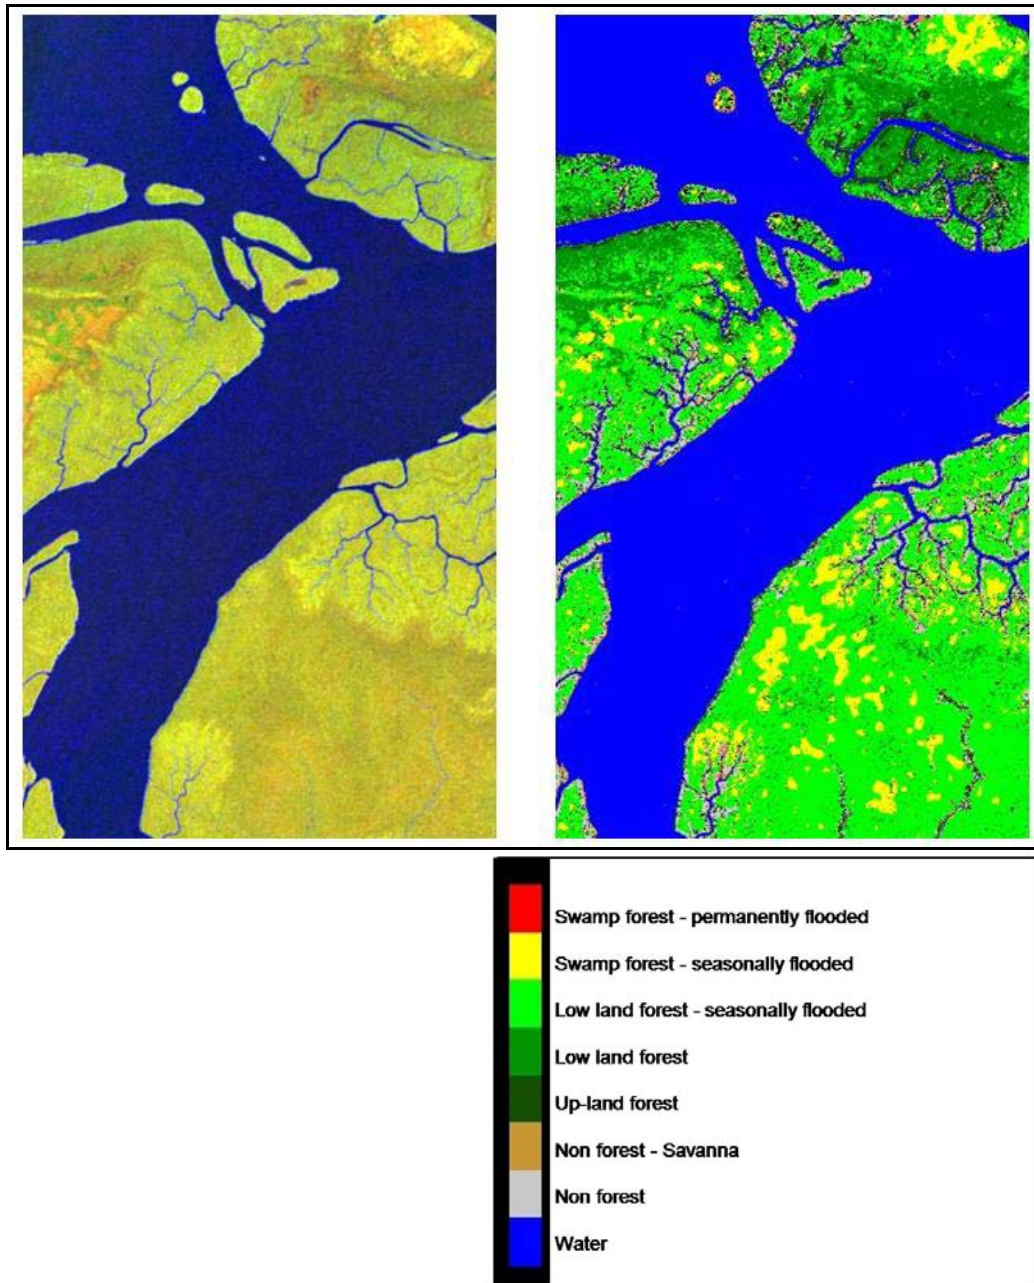 Swamp forest - permanently flooded
Swamp forest - seasonally flooded
Low land forest - seasonally flooded
Low land forest
Up-land forest
Non forest - Savanna
Non forest
Water